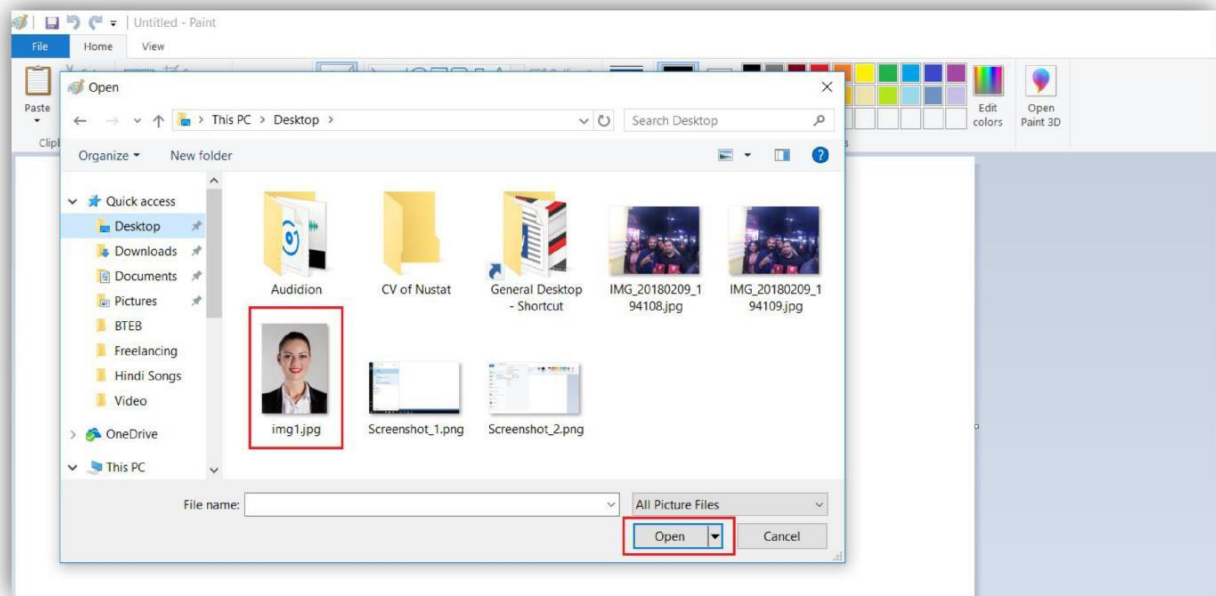 Untitled - Paint
File Home View
Open
Paste
This PC > Desktop >
Search Desktop
Edit colors
Open Paint 3D
Organize
New folder
Quick access
Desktop
Downloads
Documents
Pictures
BTEB
Freelancing
Hindi Songs
Video
OneDrive
This PC
Audidion
CV of Nustat
General Desktop
- Shortcut
IMG_20180209_1
94108.jpg
IMG_20180209_1
94109.jpg
img1.jpg
Screenshot_1.png
Screenshot_2.png
File name:
All Picture Files
Open
Cancel